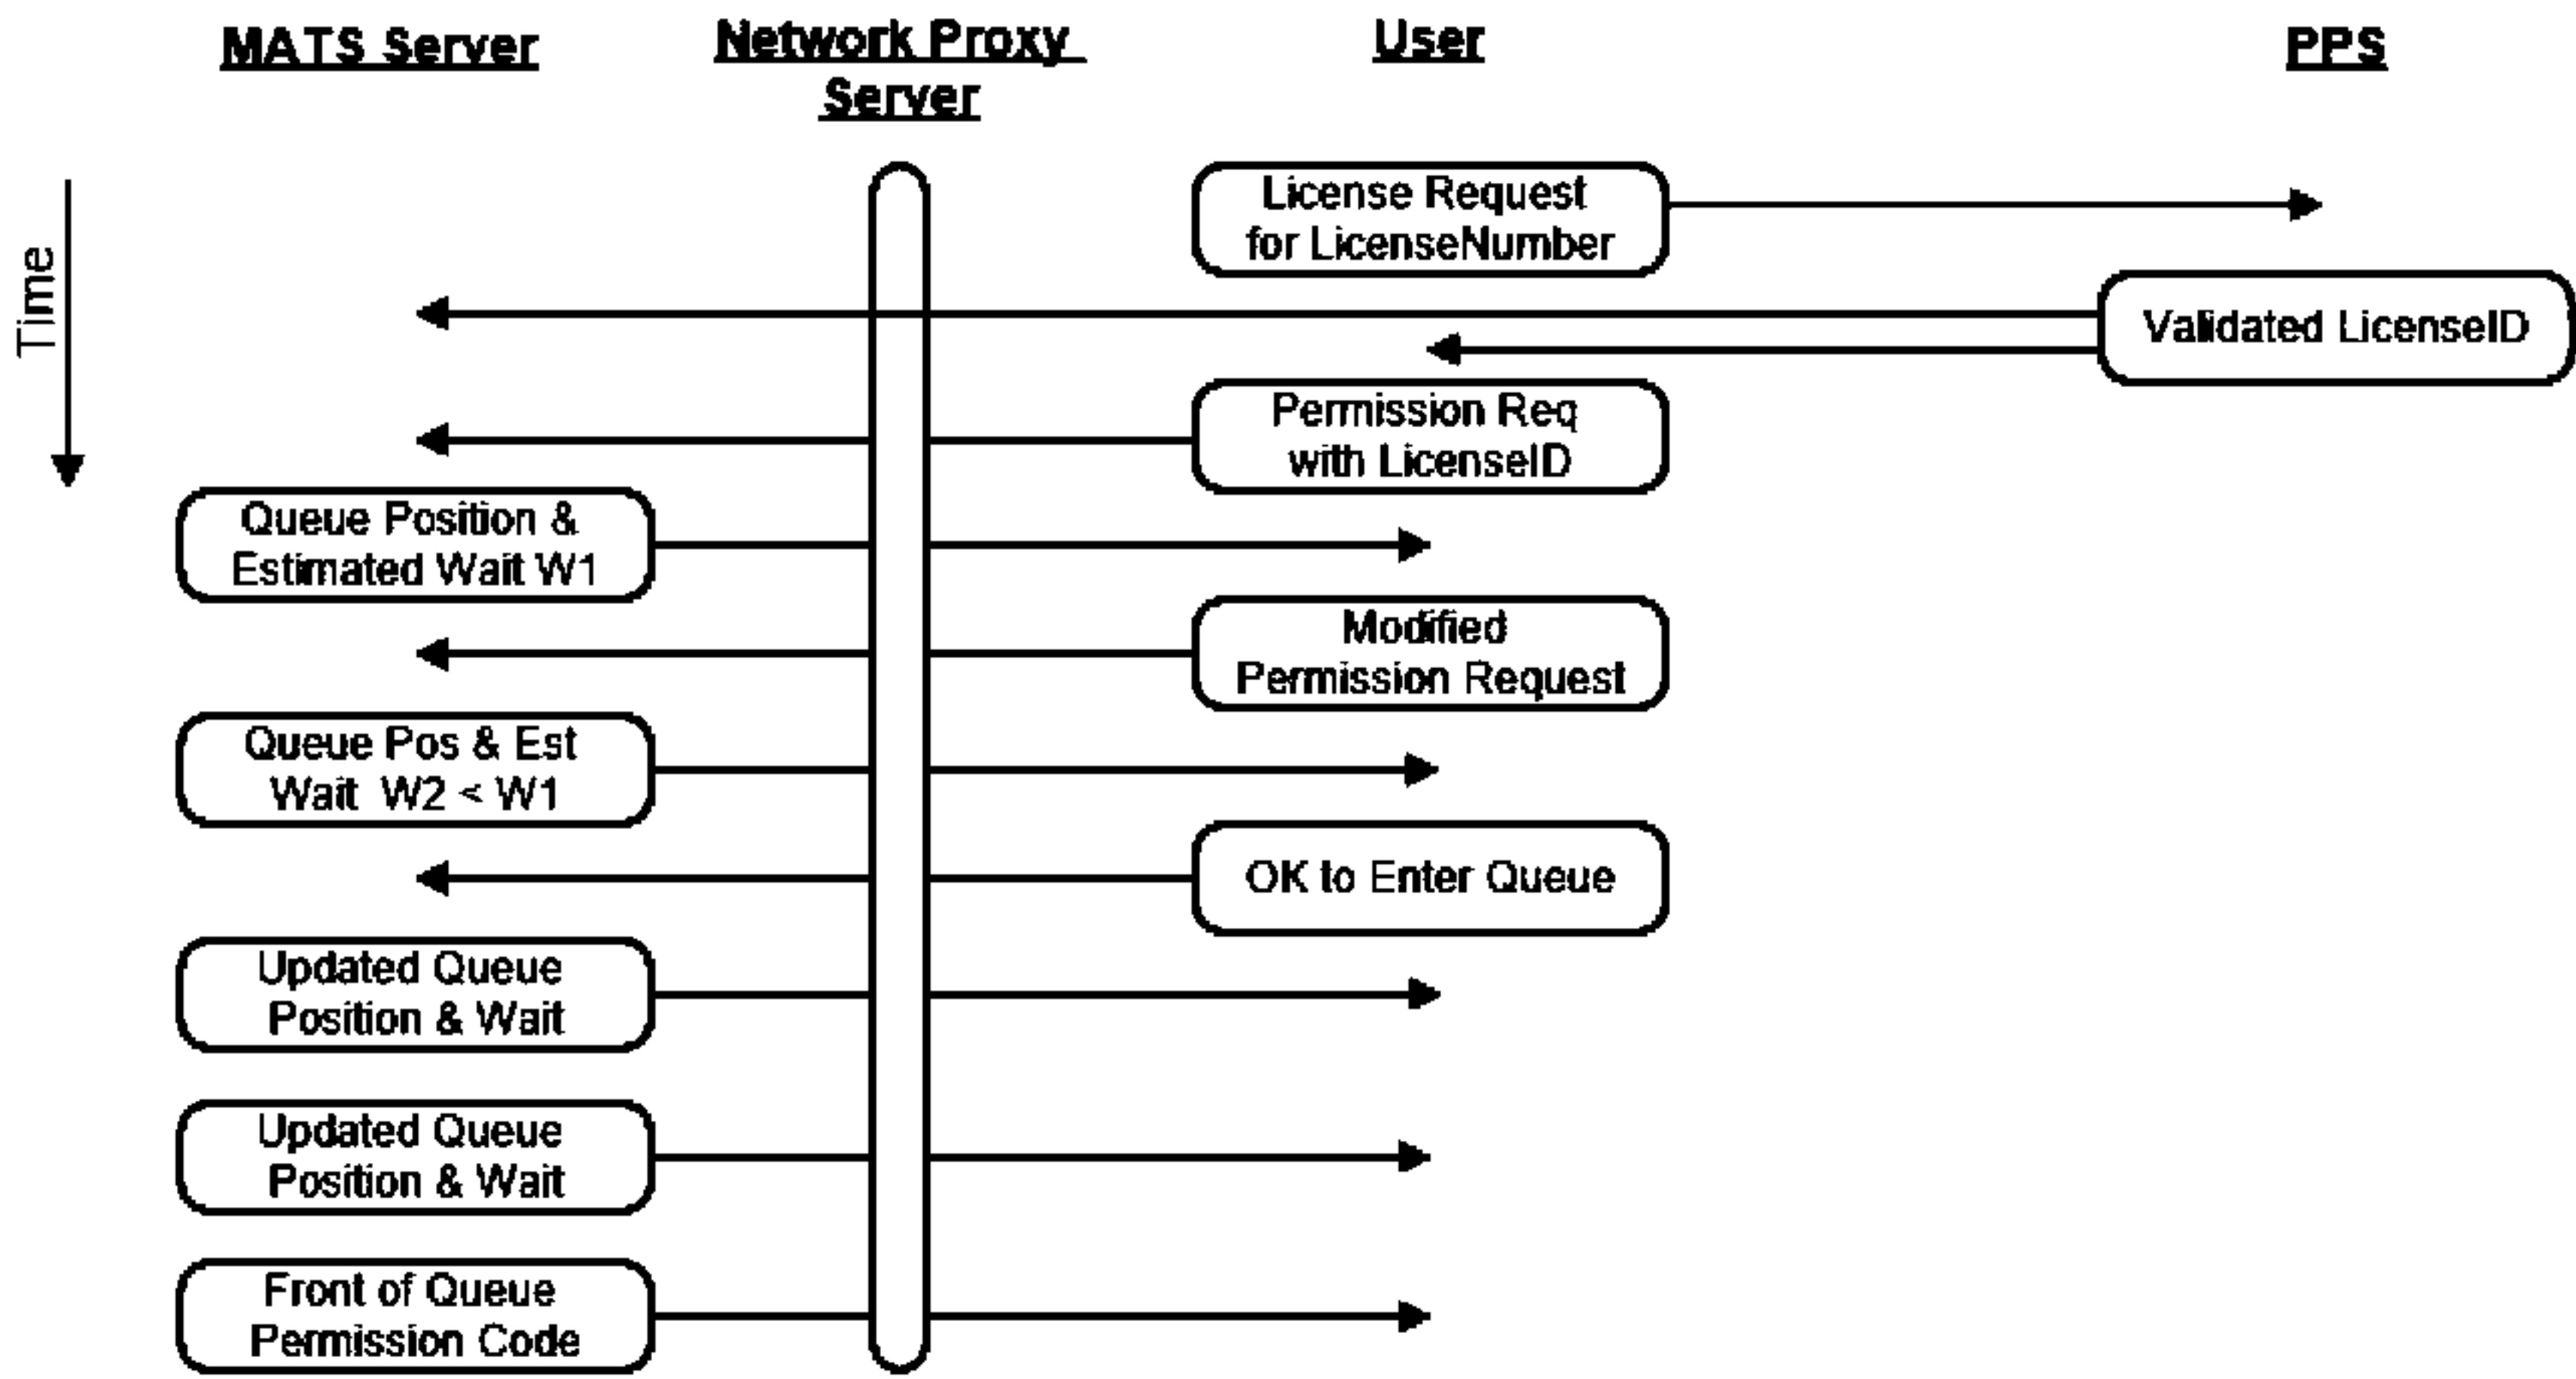 MATS Server
Network Proxy
Server
User
PPS
Time
License Request
for LicenseNumber
Validated LicenseID
Permission Req
with LicenseID
Queue Position &
Estimated Wait W1
Modified
Permission Request
Queue Pos & Est
Wait W2 < W1
OK to Enter Queue
Updated Queue
Position & Wait
Updated Queue
Position & Wait
Front of Queue
Permission Code